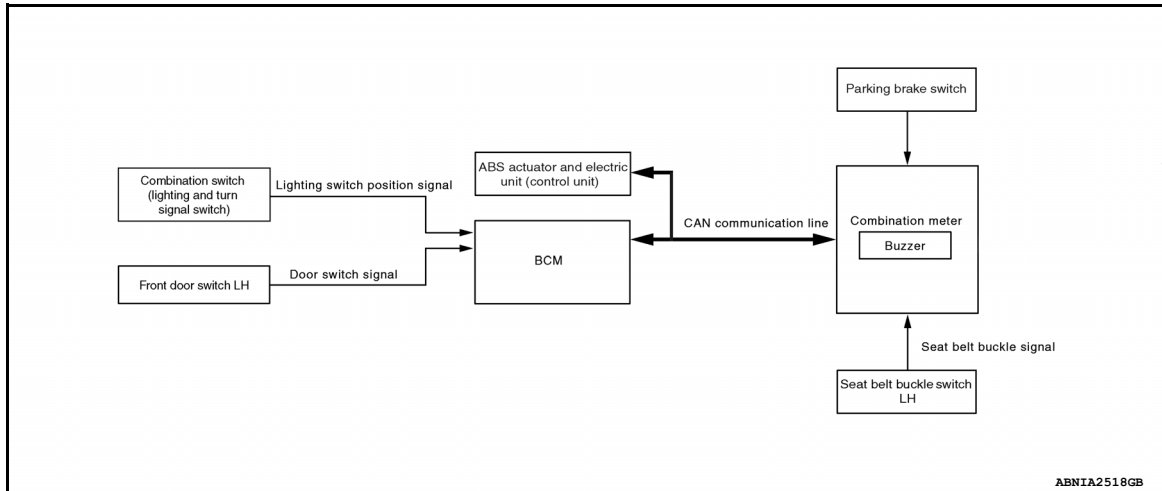 Parking brake switch
ABS actuator and electric
unit (control unit)
Combination switch
(lighting and turn
signal switch)
Lighting switch position signal
CAN communication line
Combination meter
Buzzer
BCM
Door switch signal
Front door switch LH
Seat belt buckle signal
Seat belt buckle switch
LH
ABNIA2518GB